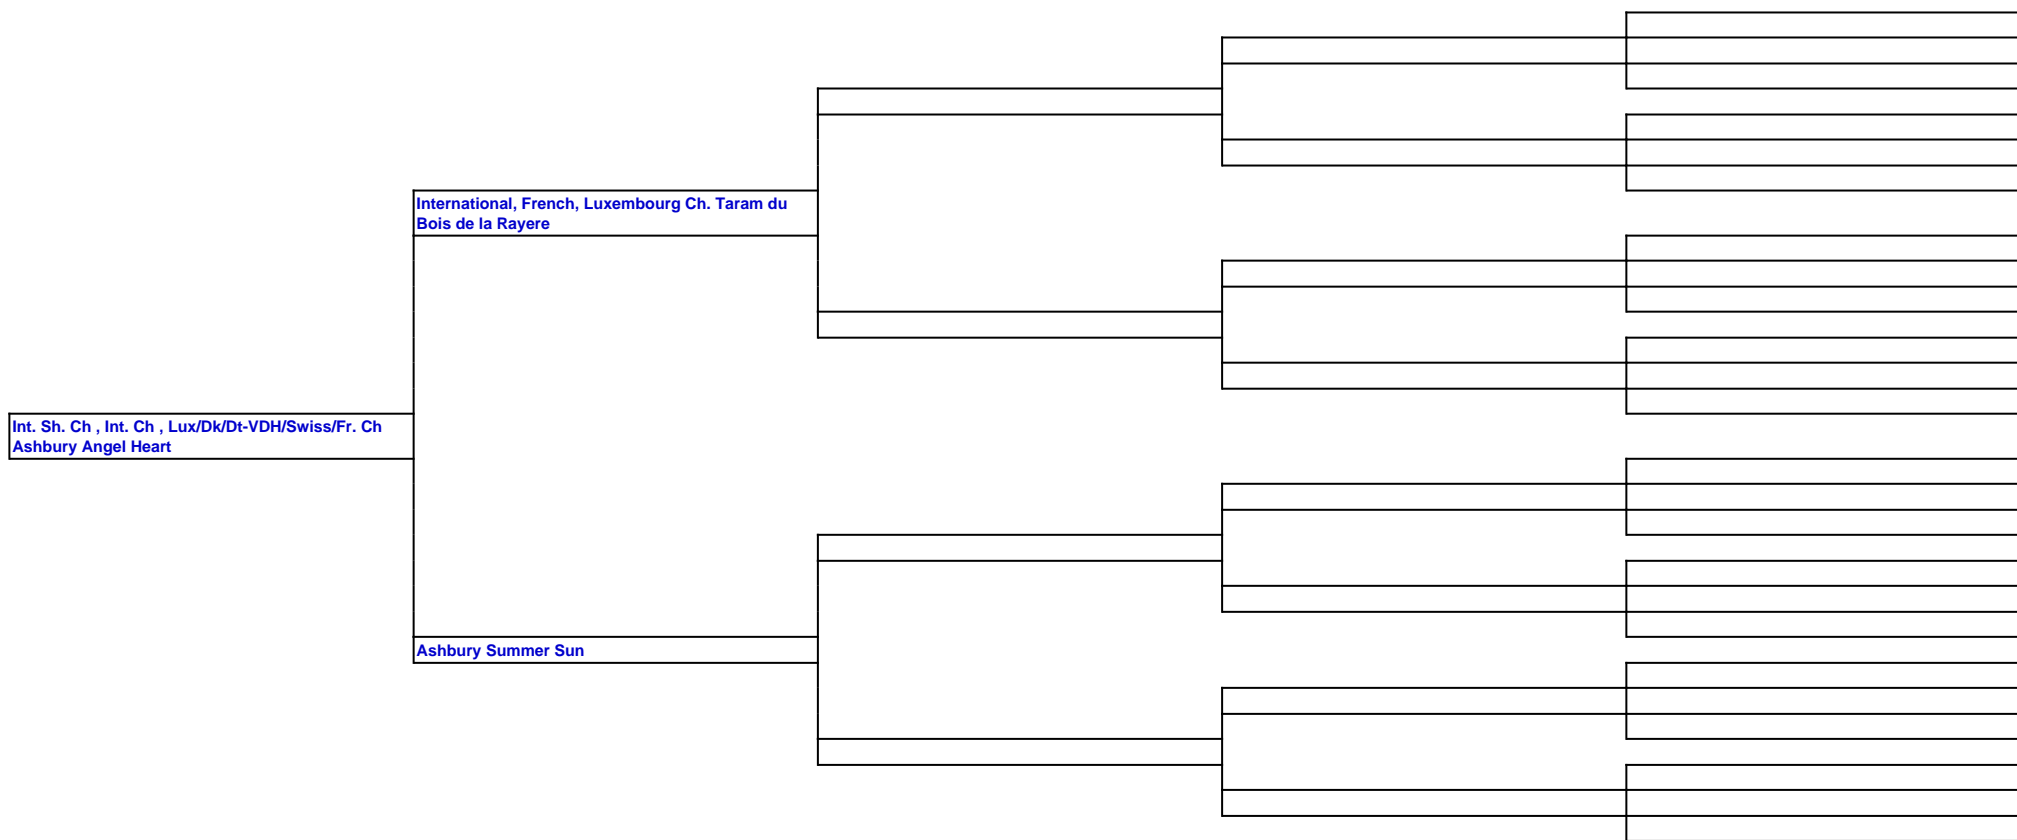 International, French, Luxembourg Ch. Taram du
Bois de la Rayere
Int. Sh. Ch , Int. Ch , Lux/Dk/Dt-VDH/Swiss/Fr. Ch
Ashbury Angel Heart
Ashbury Summer Sun